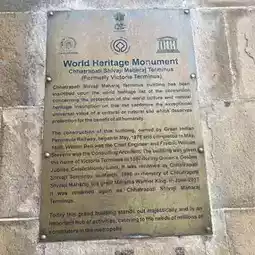 World Heritage Monument
Chhatrapati Shivaji Maharaj Terminus
(Formerly Victoria Terminus)
Chhatrapati Shivaji Maharaj Terminus building has been
inscribed upon the world heritage list of the convention
concerning the protection of the world culture and natural
heritage. Inscription on this list confirms the exceptional
universal value of a cultural or natural site which deserves
protection for the benefit of all humanity.
The construction of this building, owned by Great Indian
Peninsula Railway, began in May, 1878 and completed in May,
Wilson Bell was the Chief Engineer and Fredric William
Stevens was the Consulting Architect. The building was given
the name of Victoria Terminus in 1887 during Queen's Golden
Jubilee Celebrations. Later, it was renamed as Chhatrapati
Shivaji Terminus in March, 1996 in memory of Chhatrapati
Shivaji Maharaj, the great Maratha Warrior King. In
it was renamed again as Chhatrapati Shivaji Maharaj
Terminus.
Today this grand building stands out majestically and is an
important hub of activities, catering to the needs of millions of
commuters in the metropolis.